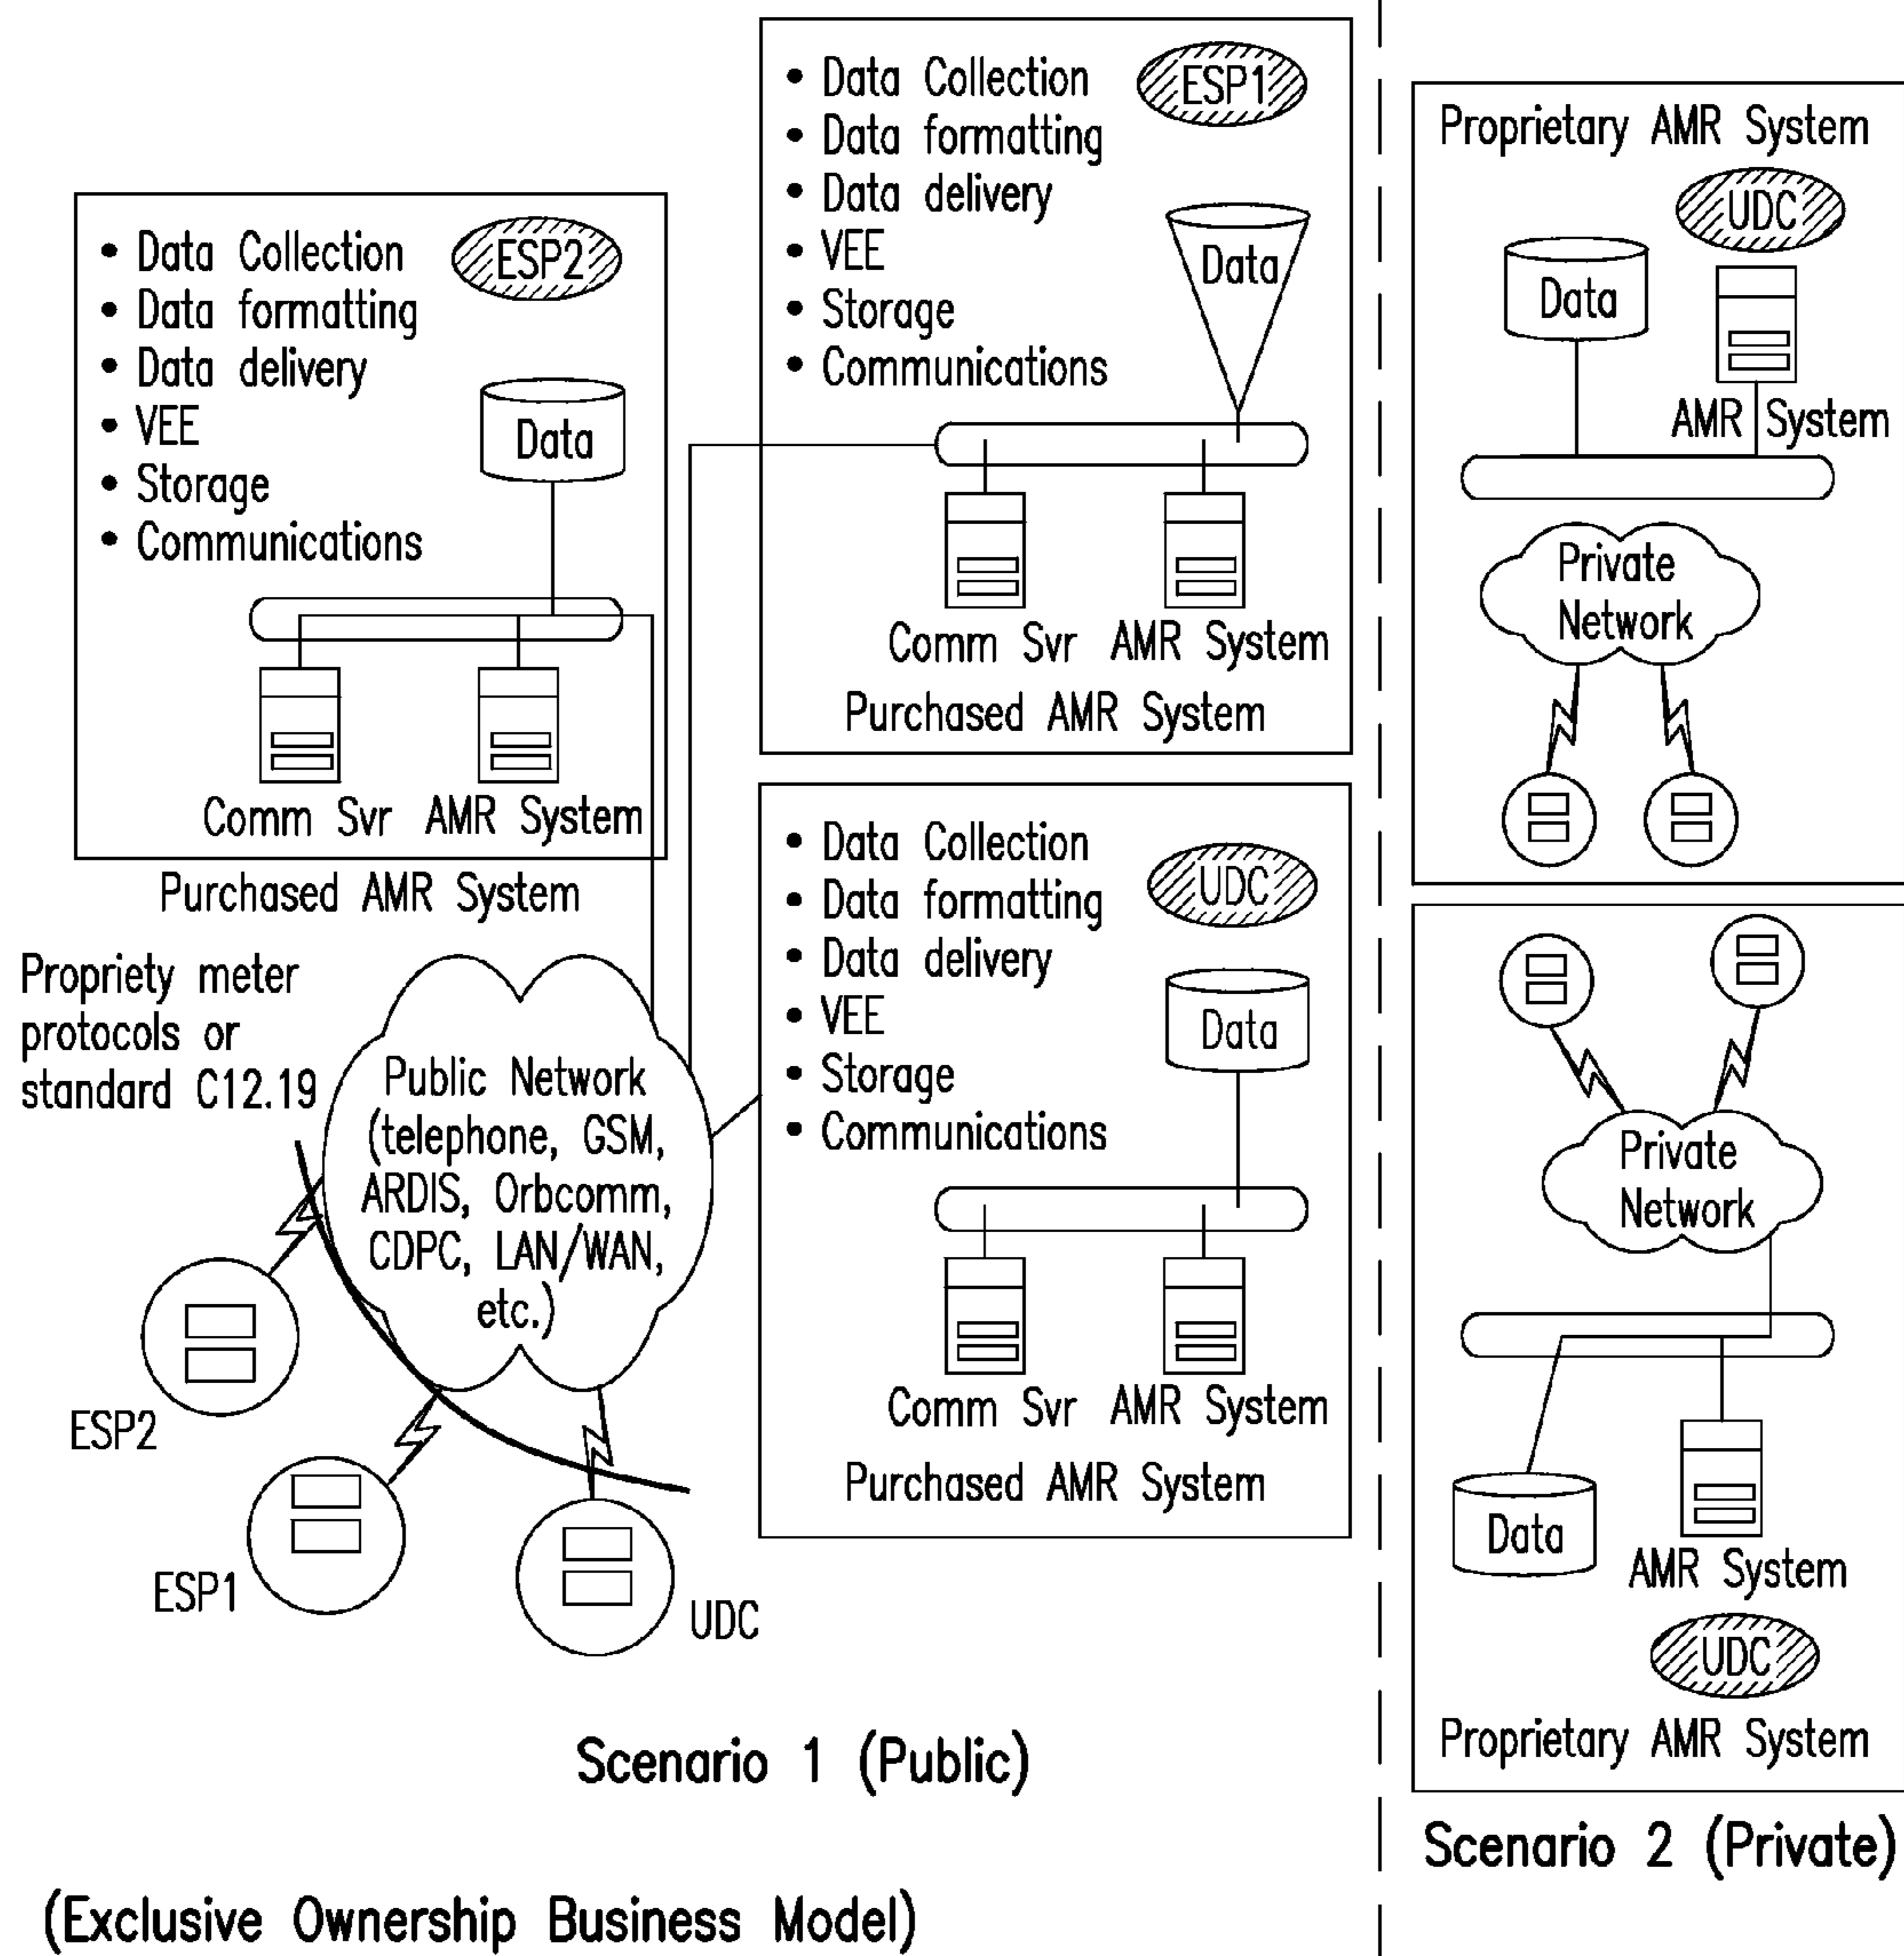 • Data Collection
• Data formatting
• Data delivery
• VEE
• Storage
• Communications
ESP2
Data
Comm Svr
AMR System
Purchased AMR System
• Data Collection
• Data formatting
• Data delivery
• VEE
• Storage
• Communications
ESP1
Data
Comm Svr
AMR System
Purchased AMR System
• Data Collection
• Data formatting
• Data delivery
• VEE
• Storage
• Communications
UDC
Data
Comm Svr
AMR System
Purchased AMR System
Propriety meter
protocols or
standard C12.19
Public Network
(telephone, GSM,
ARDIS, Orbcomm,
CDPC, LAN/WAN,
etc.)
ESP2
ESP1
UDC
Scenario 1 (Public)
Proprietary AMR System
UDC
Data
AMR System
Private
Network
Private
Network
Data
AMR System
UDC
Proprietary AMR System
Scenario 2 (Private)
(Exclusive Ownership Business Model)